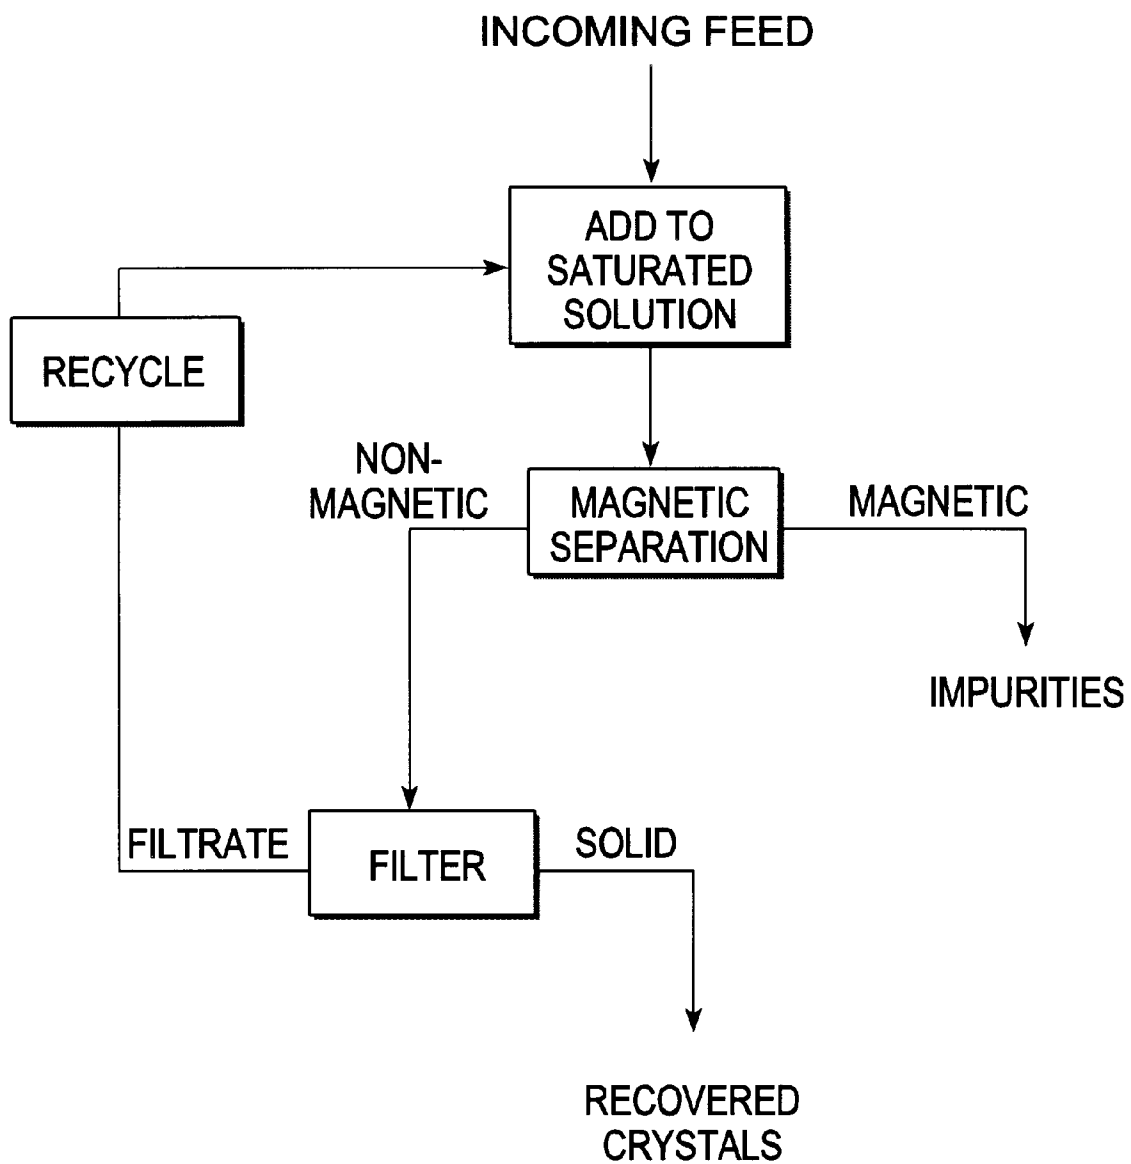 INCOMING FEED
ADD TO
SATURATED
SOLUTION
RECYCLE
NON-
MAGNETIC
MAGNETIC
SEPARATION
MAGNETIC
IMPURITIES
FILTRATE
FILTER
SOLID
RECOVERED
CRYSTALS